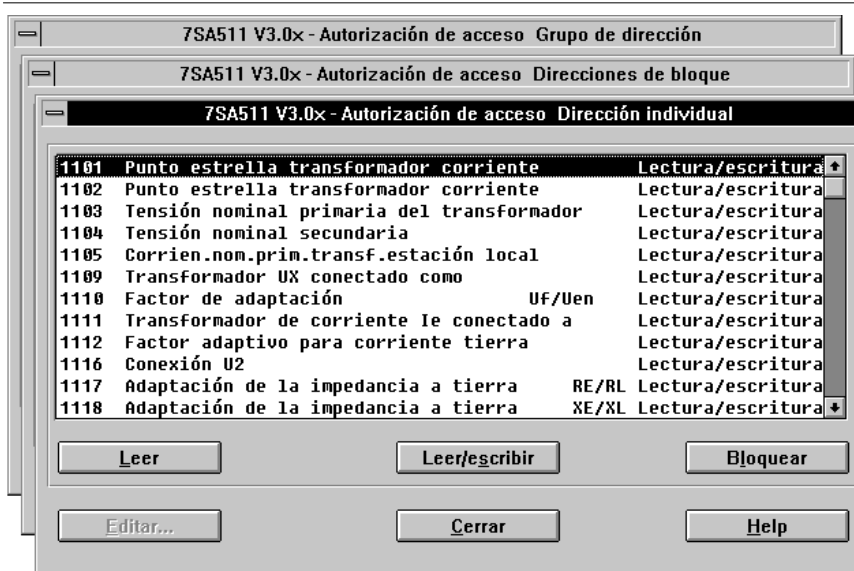 7SA511 V3.0x - Autorización de acceso  Grupo de dirección
7SA511 V3.0x - Autorización de acceso  Direcciones de bloque
7SA511 V3.0x - Autorización de acceso  Dirección individual
1101 Punto estrella transformador corriente Lectura/escritura
1102 Punto estrella transformador corriente Lectura/escritura
1103 Tensión nominal primaria del transformador Lectura/escritura
1104 Tensión nominal secundaria Lectura/escritura
1105 Corrien.nom.prim.transf.estación local Lectura/escritura
1109 Transformador UX conectado como Lectura/escritura
1110 Factor de adaptación Uf/Uen Lectura/escritura
1111 Transformador de corriente Ie conectado a Lectura/escritura
1112 Factor adaptivo para corriente tierra Lectura/escritura
1116 Conexión U2 Lectura/escritura
1117 Adaptación de la impedancia a tierra RE/RL Lectura/escritura
1118 Adaptación de la impedancia a tierra XE/XL Lectura/escritura
Leer Leer/escribir Bloquear
Editar... Cerrar Help